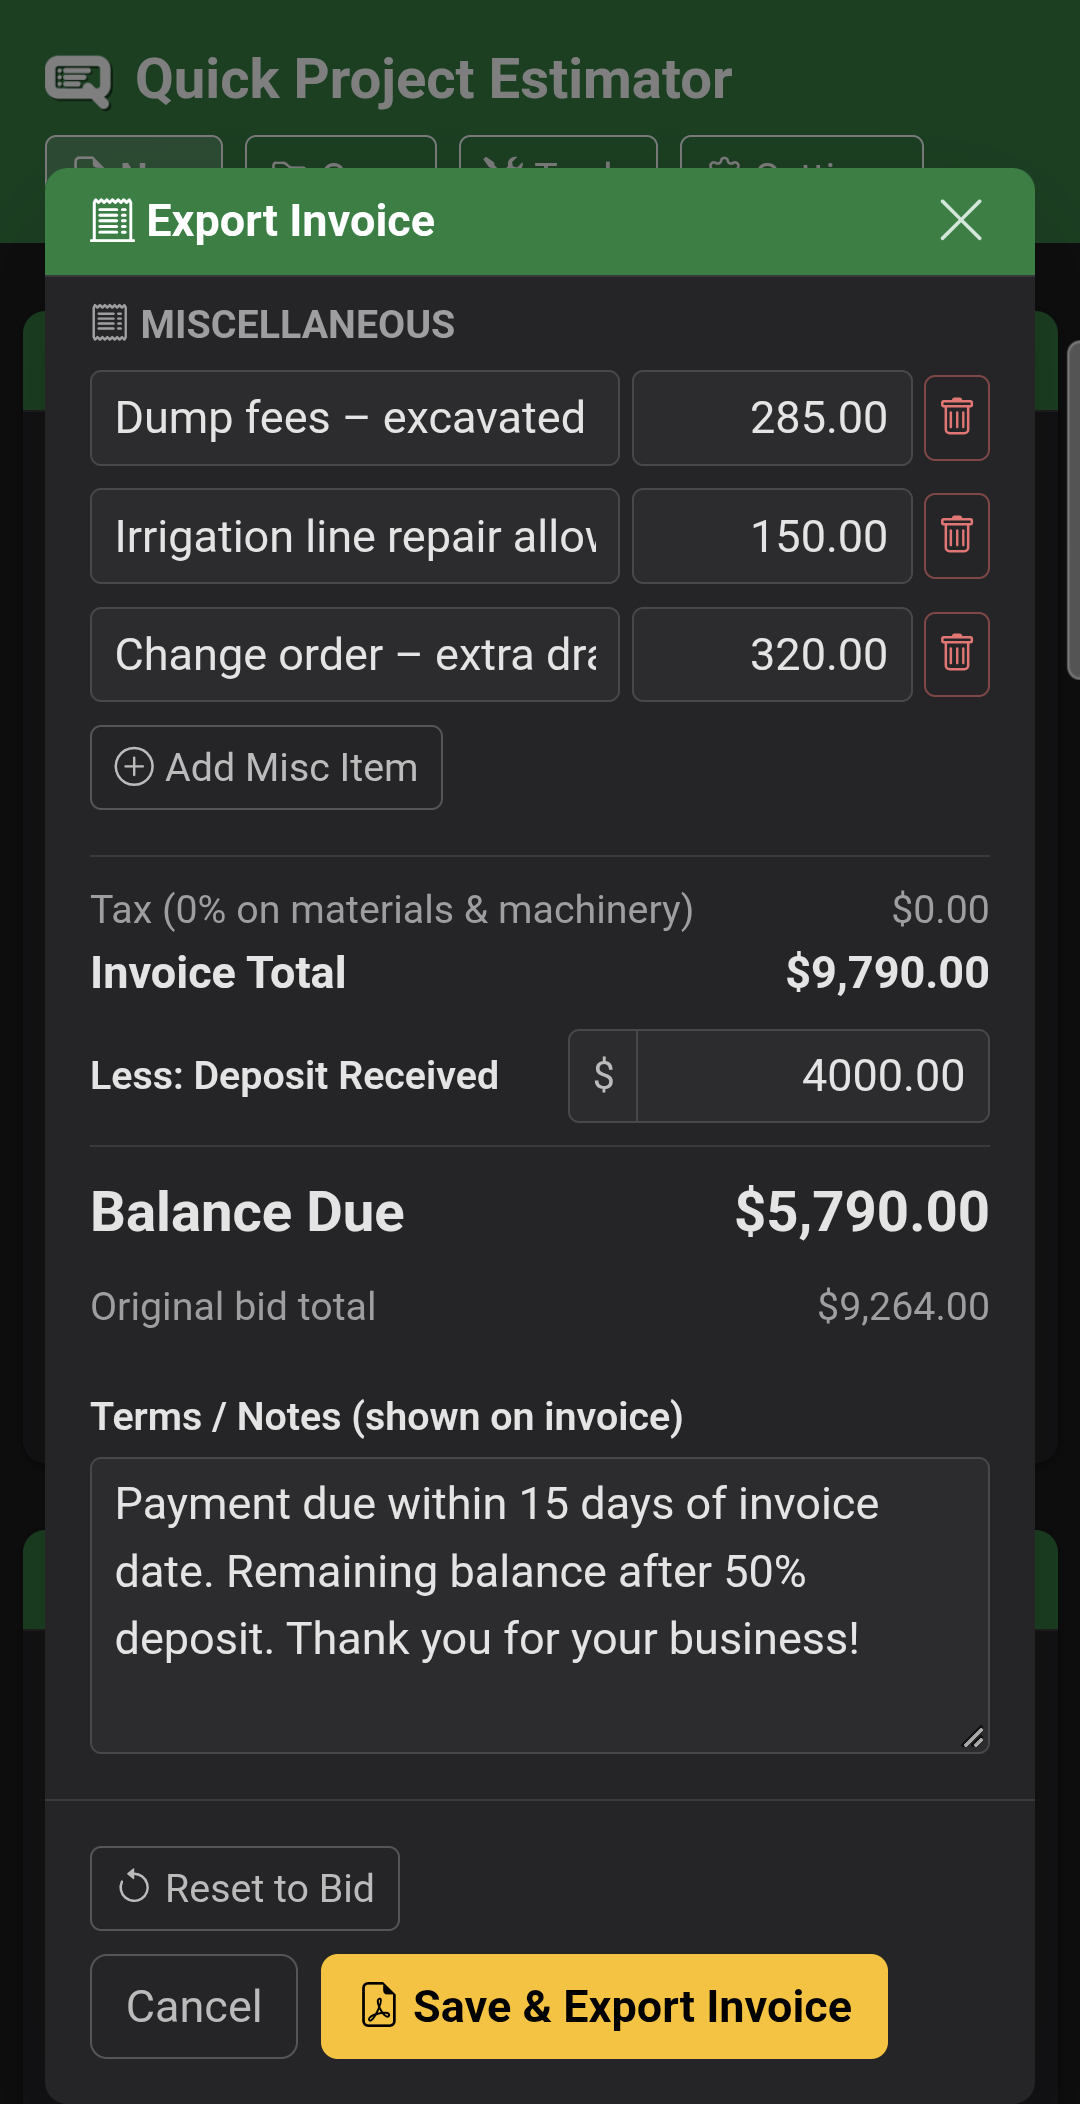 Quick Project Estimator
Export Invoice
MISCELLANEOUS
Dump fees – excavated
285.00
Irrigation line repair
150.00
Change order – extra
320.00
Add Misc Item
Tax (0% on materials & machinery)
$0.00
Invoice Total
$9,790.00
Less: Deposit Received
$
4000.00
Balance Due
$5,790.00
Original bid total
$9,264.00
Terms / Notes (shown on invoice)
Payment due within 15 days of invoice
date. Remaining balance after 50%
deposit. Thank you for your business!
Reset to Bid
Cancel
Save & Export Invoice